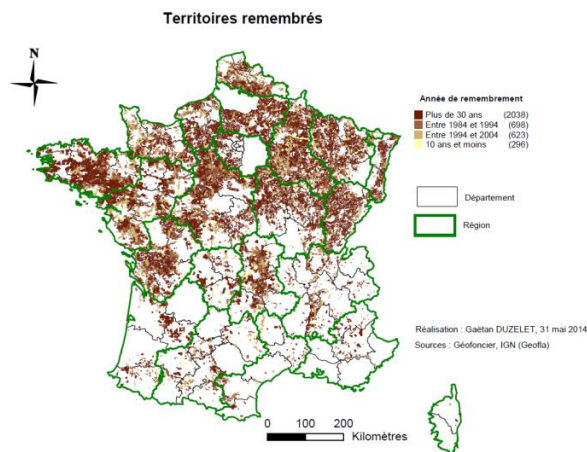 Territoires remembrés
N
Année de remembrement
Plus de 30 ans (2038)
Entre 1984 et 1994 (698)
Entre 1994 et 2004 (623)
10 ans et moins (296)
Département
Région
Réalisation : Gaëtan DUZELET, 31 mai 2014
Sources : Géofoncier, IGN (Geofla)
0 100 200
Kilomètres